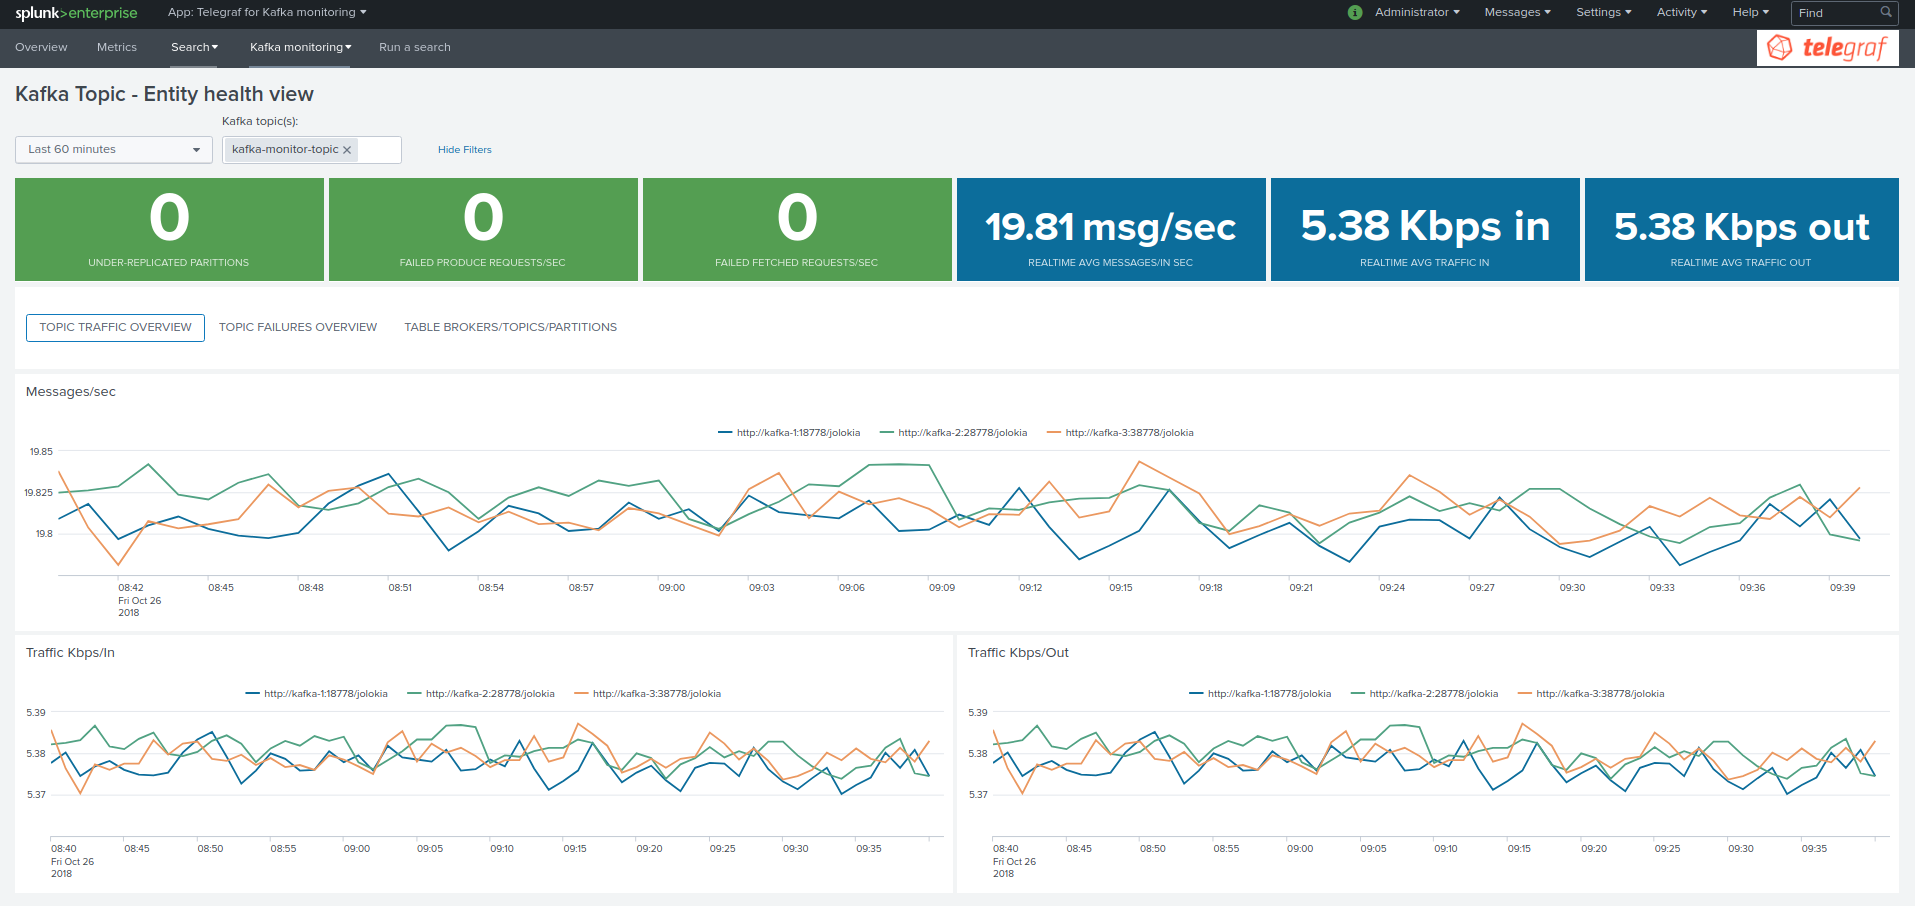 splunk>enterprise App: Telegraf for Kafka monitoring i Administrator Messages Settings Activity Help Find
Overview Metrics Search Kafka monitoring Run a search telegraf
Kafka Topic - Entity health view
Kafka topic(s):
Last 60 minutes kafka-monitor-topic Hide Filters
0 0 0 19.81 msg/sec 5.38 Kbps in 5.38 Kbps out
UNDER-REPLICATED PARITTIONS FAILED PRODUCE REQUESTS/SEC FAILED FETCHED REQUESTS/SEC REALTIME AVG MESSAGES/IN SEC REALTIME AVG TRAFFIC IN REALTIME AVG TRAFFIC OUT
TOPIC TRAFFIC OVERVIEW TOPIC FAILURES OVERVIEW TABLE BROKERS/TOPICS/PARTITIONS
Messages/sec
http://kafka-1:18778/jolokia http://kafka-2:28778/jolokia http://kafka-3:38778/jolokia
19.85
19.825
19.8
08:42 08:45 08:48 08:51 08:54 08:57 09:00 09:03 09:06 09:09 09:12 09:15 09:18 09:21 09:24 09:27 09:30 09:33 09:36 09:39
Fri Oct 26
2018
Traffic Kbps/In
http://kafka-1:18778/jolokia http://kafka-2:28778/jolokia http://kafka-3:38778/jolokia
5.39
5.38
5.37
08:40 08:45 08:50 08:55 09:00 09:05 09:10 09:15 09:20 09:25 09:30 09:35
Fri Oct 26
2018
Traffic Kbps/Out
http://kafka-1:18778/jolokia http://kafka-2:28778/jolokia http://kafka-3:38778/jolokia
5.39
5.38
5.37
08:40 08:45 08:50 08:55 09:00 09:05 09:10 09:15 09:20 09:25 09:30 09:35
Fri Oct 26
2018